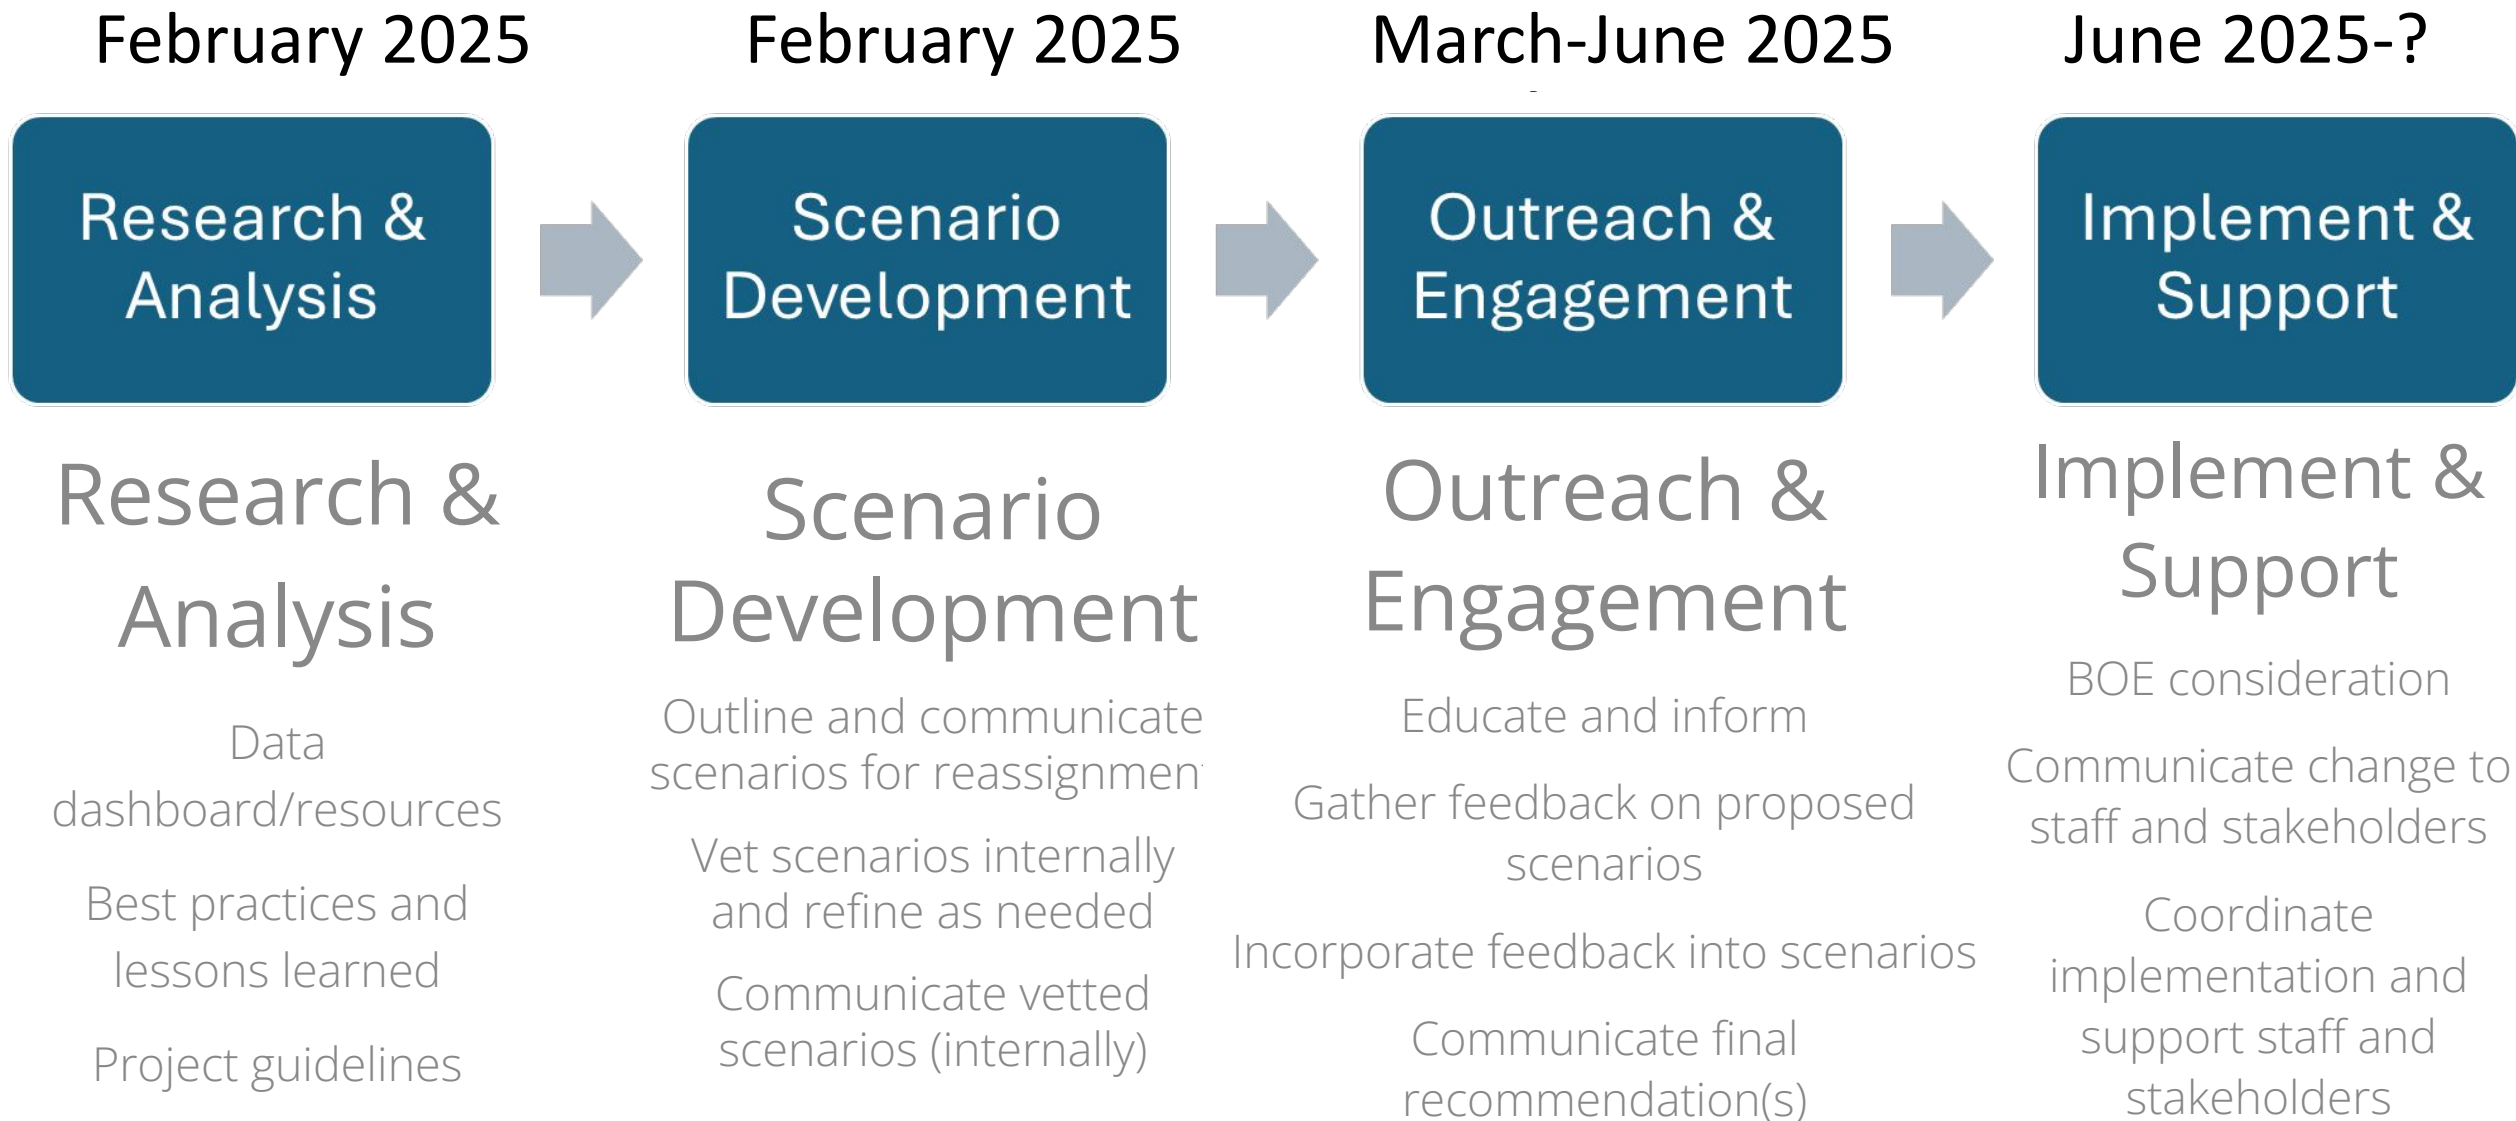 February 2025
February 2025
March-June 2025
June 2025-?
Research &
Analysis
Scenario
Development
Outreach &
Engagement
Implement &
Support
Research &
Analysis
Data
dashboard/resources
Best practices and
lessons learned
Project guidelines
Scenario
Development
Outline and communicate
scenarios for reassignmen
Vet scenarios internally
and refine as needed
Communicate vetted
scenarios (internally)
Outreach &
Engagement
Educate and inform
Gather feedback on proposed
scenarios
Incorporate feedback into scenarios
Communicate final
recommendation(s)
Implement &
Support
BOE consideration
Communicate change to
staff and stakeholders
Coordinate
implementation and
support staff and
stakeholders